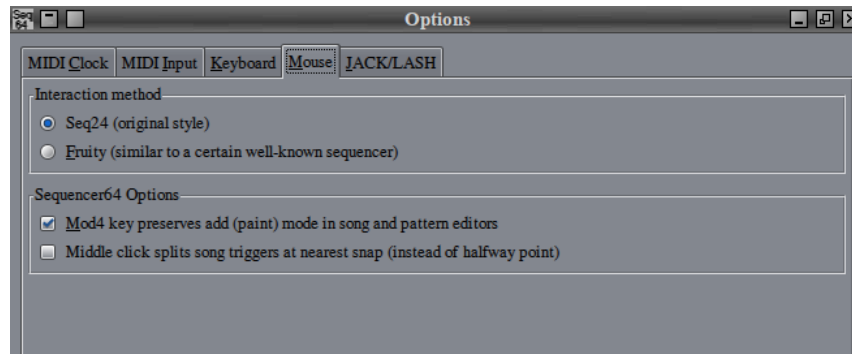 Seq
64
Options
MIDI Clock MIDI Input Keyboard Mouse JACK/LASH
Interaction method
Seq24 (original style)
Fruity (similar to a certain well-known sequencer)
Sequencer64 Options
Mod4 key preserves add (paint) mode in song and pattern editors
Middle click splits song triggers at nearest snap (instead of halfway point)